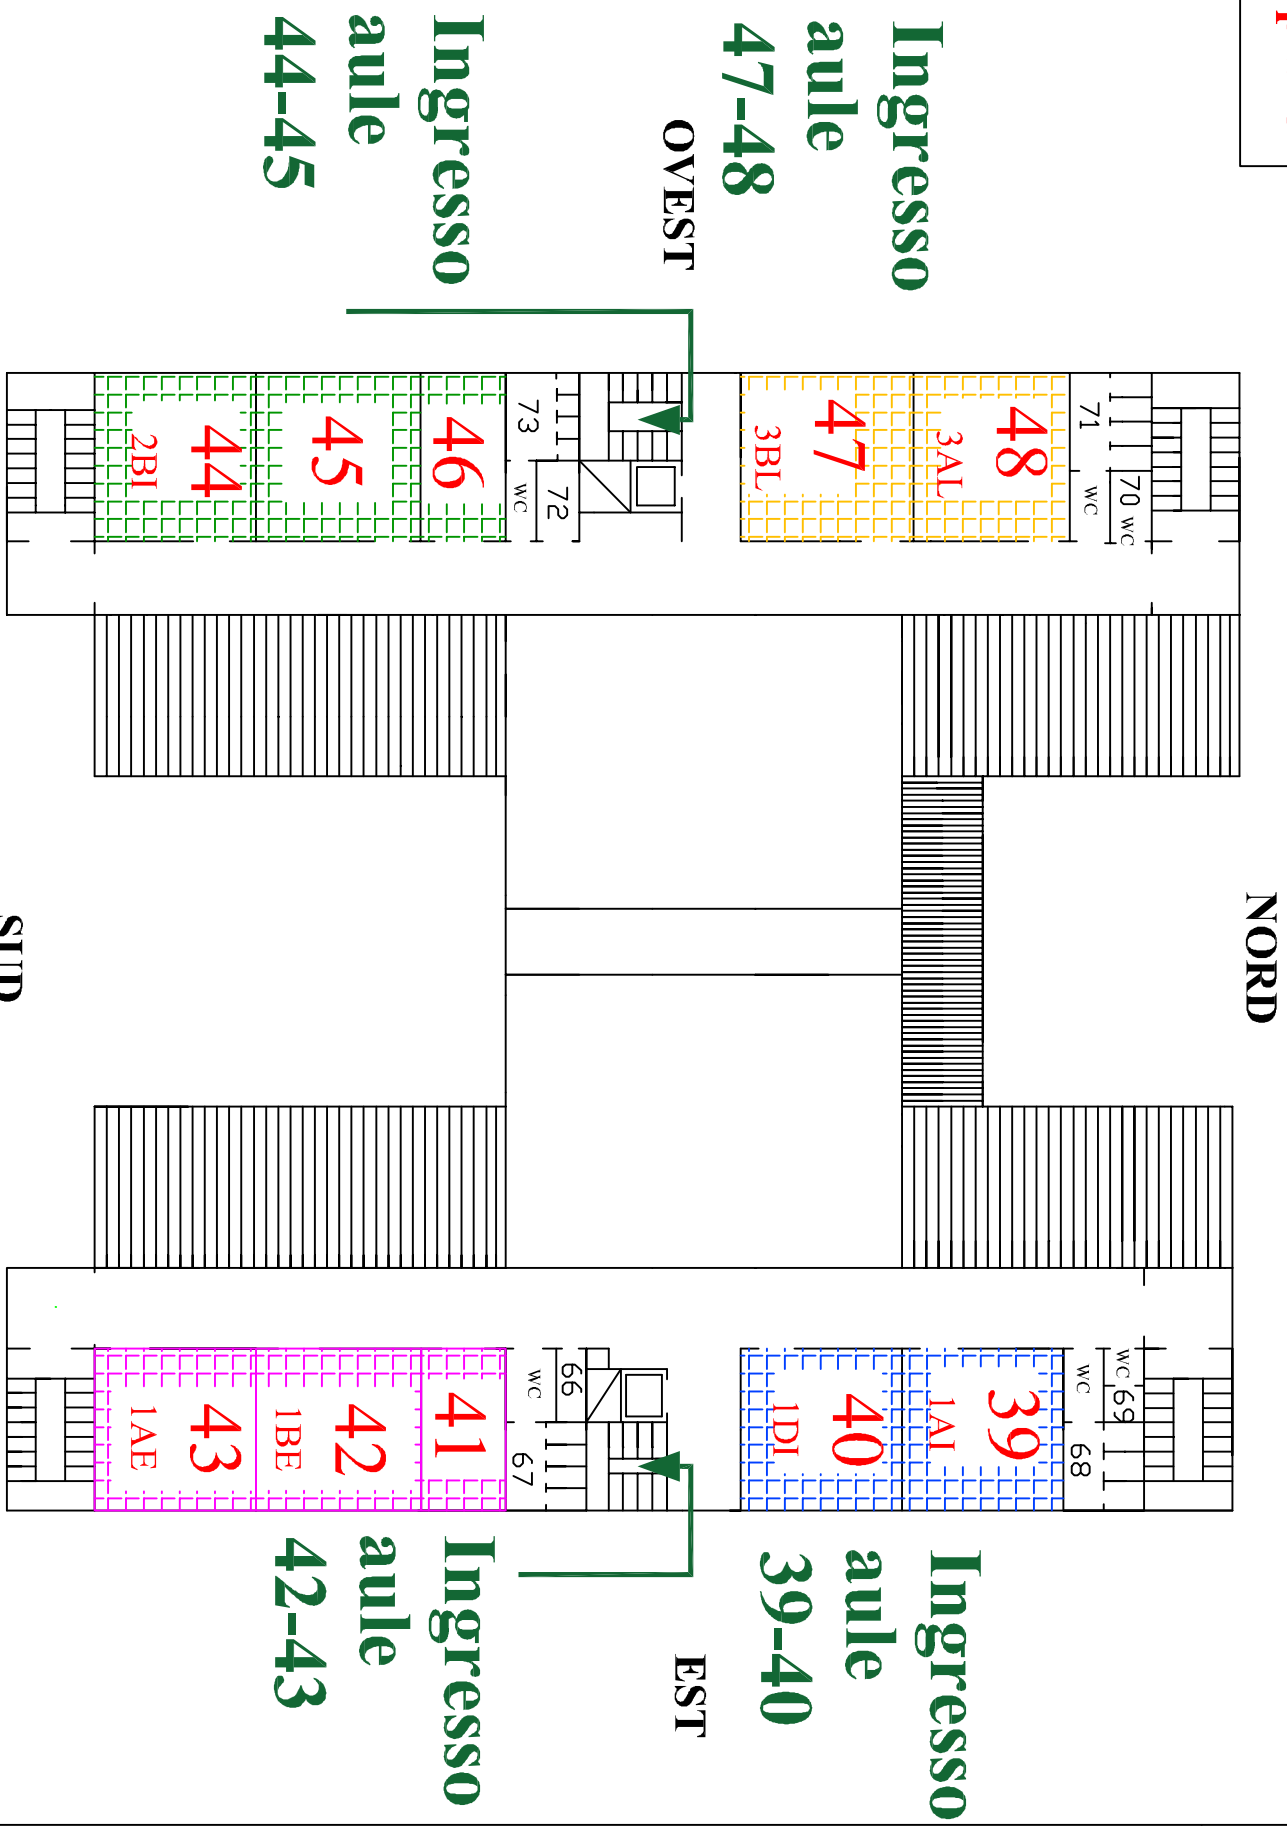 NORD
Ingresso
aule
47-48
OVEST
Ingresso
aule
44-45
70 WC
71
WC
48
3AL
47
3BL
72
73
WC
46
45
44
2BI
WC 69
WC
68
39
1AI
40
1DI
66
WC
67
41
42
1BE
43
1AE
Ingresso
aule
39-40
EST
Ingresso
aule
42-43
SUD